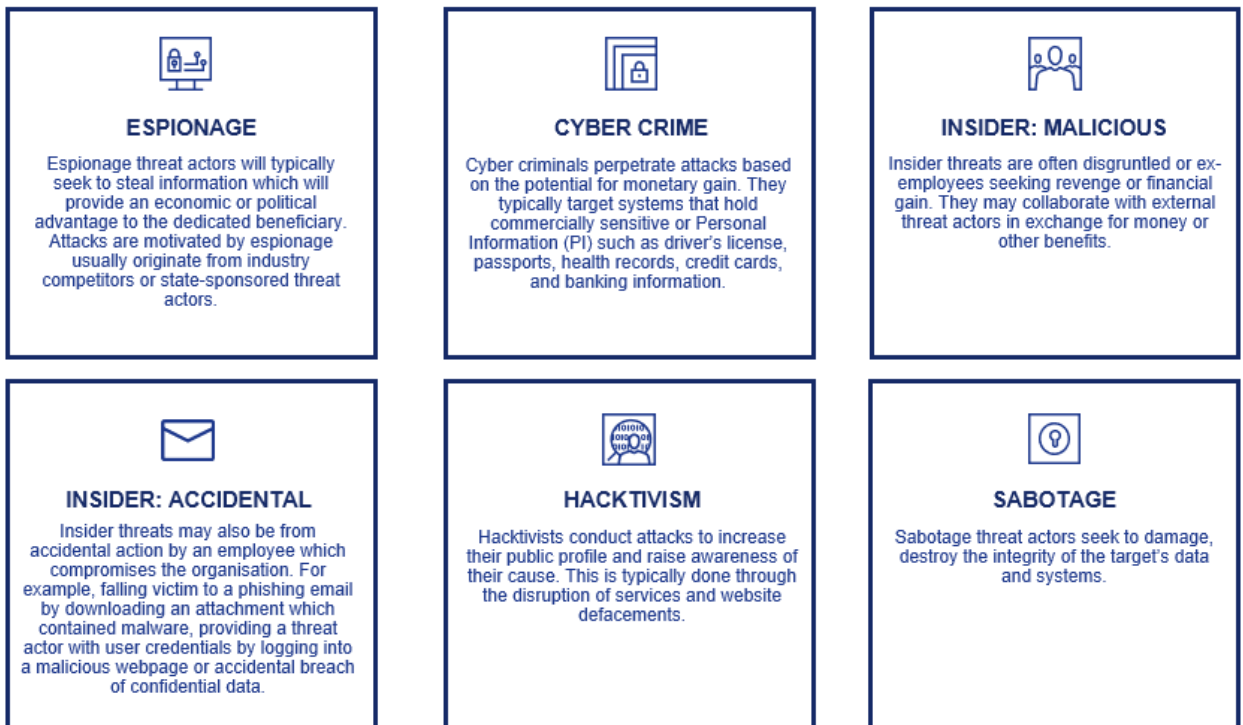 ESPIONAGE
Espionage threat actors will typically
seek to steal information which will
provide an economic or political
advantage to the dedicated beneficiary.
Attacks are motivated by espionage
usually originate from industry
competitors or state-sponsored threat
actors.
CYBER CRIME
Cyber criminals perpetrate attacks based
on the potential for monetary gain. They
typically target systems that hold
commercially sensitive or Personal
Information (PI) such as driver's license,
passports, health records, credit cards,
and banking information.
INSIDER: MALICIOUS
Insider threats are often disgruntled or ex-
employees seeking revenge or financial
gain. They may collaborate with external
threat actors in exchange for money or
other benefits.
INSIDER: ACCIDENTAL
Insider threats may also be from
accidental action by an employee which
compromises the organisation. For
example, falling victim to a phishing email
by downloading an attachment which
contained malware, providing a threat
actor with user credentials by logging into
a malicious webpage or accidental breach
of confidential data.
HACKTIVISM
Hacktivists conduct attacks to increase
their public profile and raise awareness of
their cause. This is typically done through
the disruption of services and website
defacements.
SABOTAGE
Sabotage threat actors seek to damage,
destroy the integrity of the target's data
and systems.